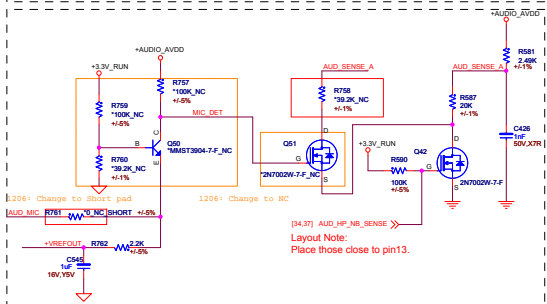 +AUDIO_AVDD
+AUDIO_AVDD
+3.3V_RUN
R757
*100K_NC
+/-5%
AUD_SENSE_A
AUD_SENSE_A
R581
2.49K
+/-1%
R759
*100K_NC
+/-5%
MIC_DET
R758
*39.2K_NC
+/-1%
R587
20K
+/-1%
C426
1nF
50V,X7R
C
B
E
Q50
*MMST3904-7-F_NC
R760
*39.2K_NC
+/-1%
Q51
D
G
S
*2N7002W-7-F_NC
+3.3V_RUN
R590
100K
+/-5%
Q42
D
G
S
2N7002W-7-F
1206: Change to Short pad
1206: Change to NC
AUD_MIC
R761
*0_NC
SHORT
+/-5%
[34,37] AUD_HP_NB_SENSE
+VREFOUT
R762
2.2K
+/-5%
Layout Note:
Place those close to pin13.
C545
1uF
16V,Y5V